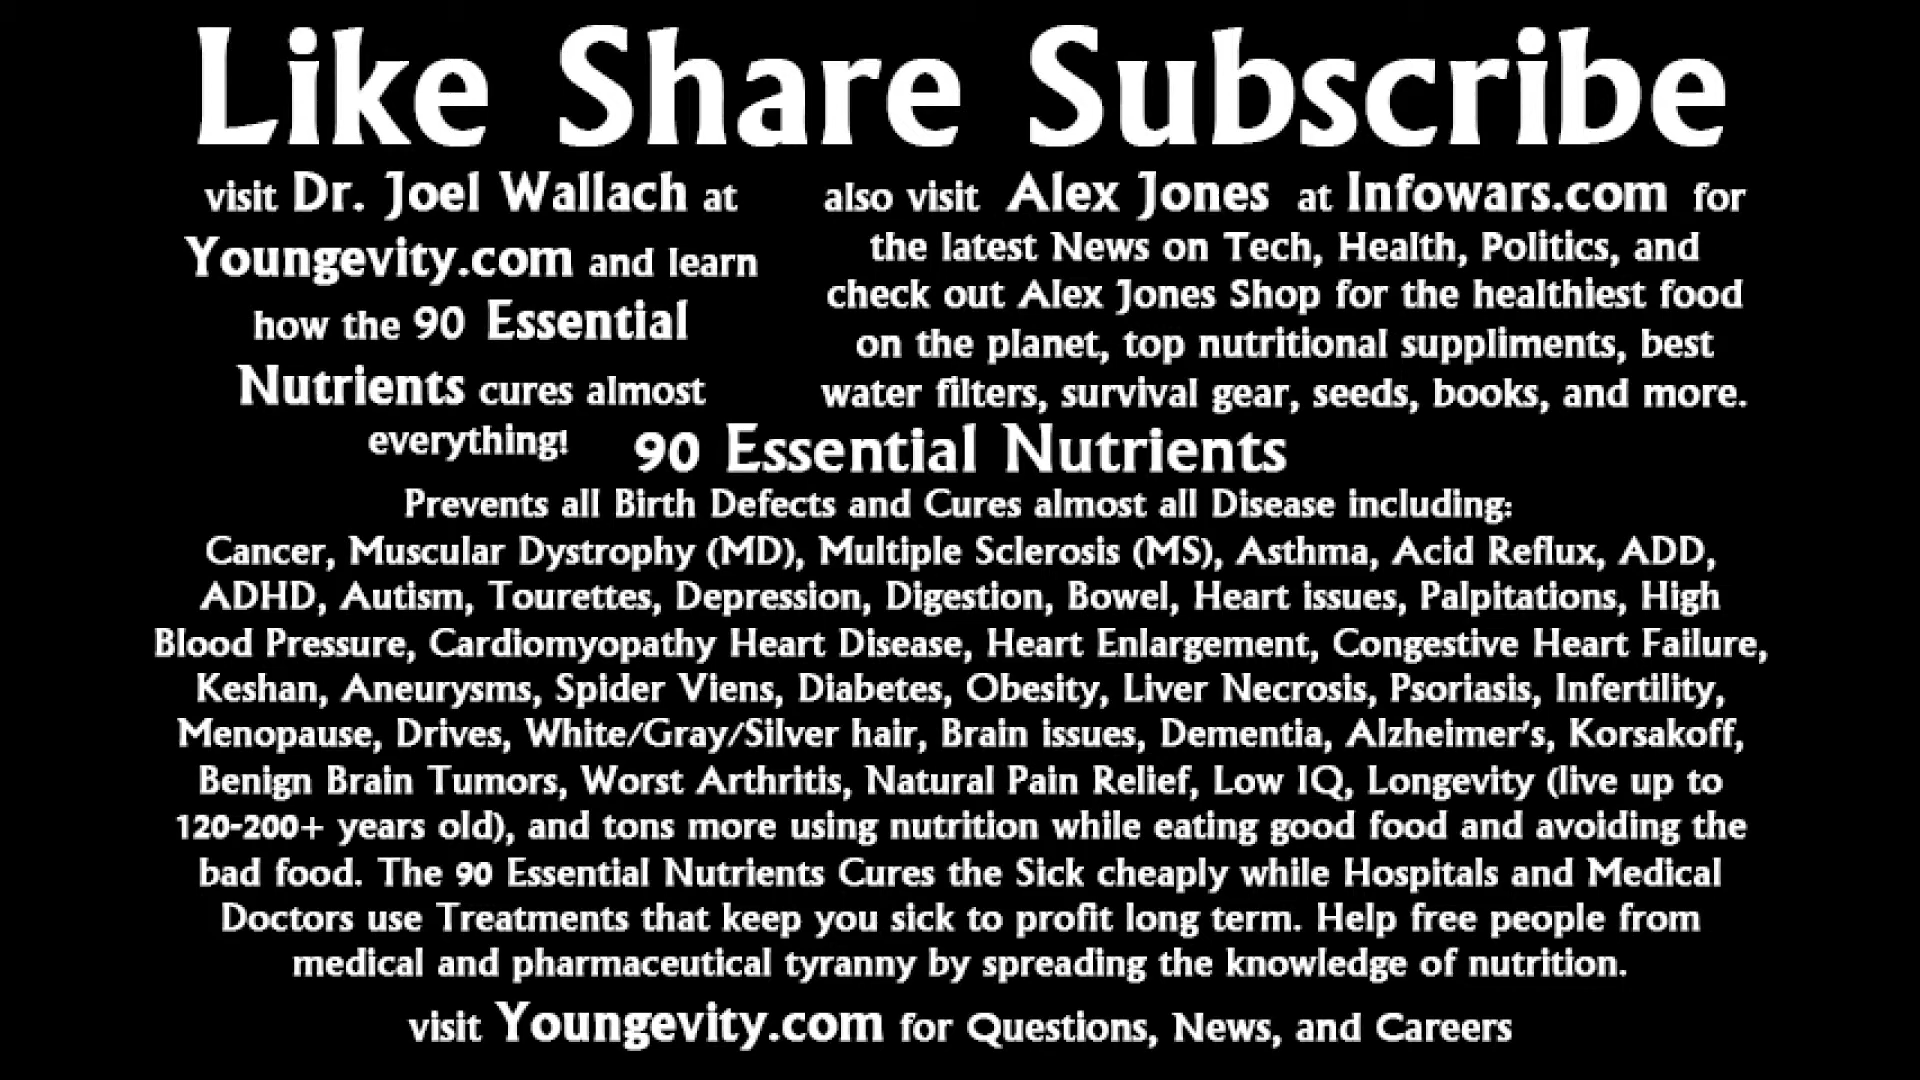 Like Share Subscribe
visit Dr. Joel Wallach at
Youngevity.com and learn
how the 90 Essential
Nutrients cures almost
everything!
also visit Alex Jones at Infowars.com for
the latest News on Tech, Health, Politics, and
check out Alex Jones Shop for the healthiest food
on the planet, top nutritional suppliments, best
water filters, survival gear, seeds, books, and more.
90 Essential Nutrients
Prevents all Birth Defects and Cures almost all Disease including:
Cancer, Muscular Dystrophy (MD), Multiple Sclerosis (MS), Asthma, Acid Reflux, ADD,
ADHD, Autism, Tourettes, Depression, Digestion, Bowel, Heart issues, Palpitations, High
Blood Pressure, Cardiomyopathy Heart Disease, Heart Enlargement, Congestive Heart Failure,
Keshan, Aneurysms, Spider Viens, Diabetes, Obesity, Liver Necrosis, Psoriasis, Infertility,
Menopause, Drives, White/Gray/Silver hair, Brain issues, Dementia, Alzheimer's, Korsakoff,
Benign Brain Tumors, Worst Arthritis, Natural Pain Relief, Low IQ, Longevity (live up to
120-200+ years old), and tons more using nutrition while eating good food and avoiding the
bad food. The 90 Essential Nutrients Cures the Sick cheaply while Hospitals and Medical
Doctors use Treatments that keep you sick to profit long term. Help free people from
medical and pharmaceutical tyranny by spreading the knowledge of nutrition.
visit Youngevity.com for Questions, News, and Careers